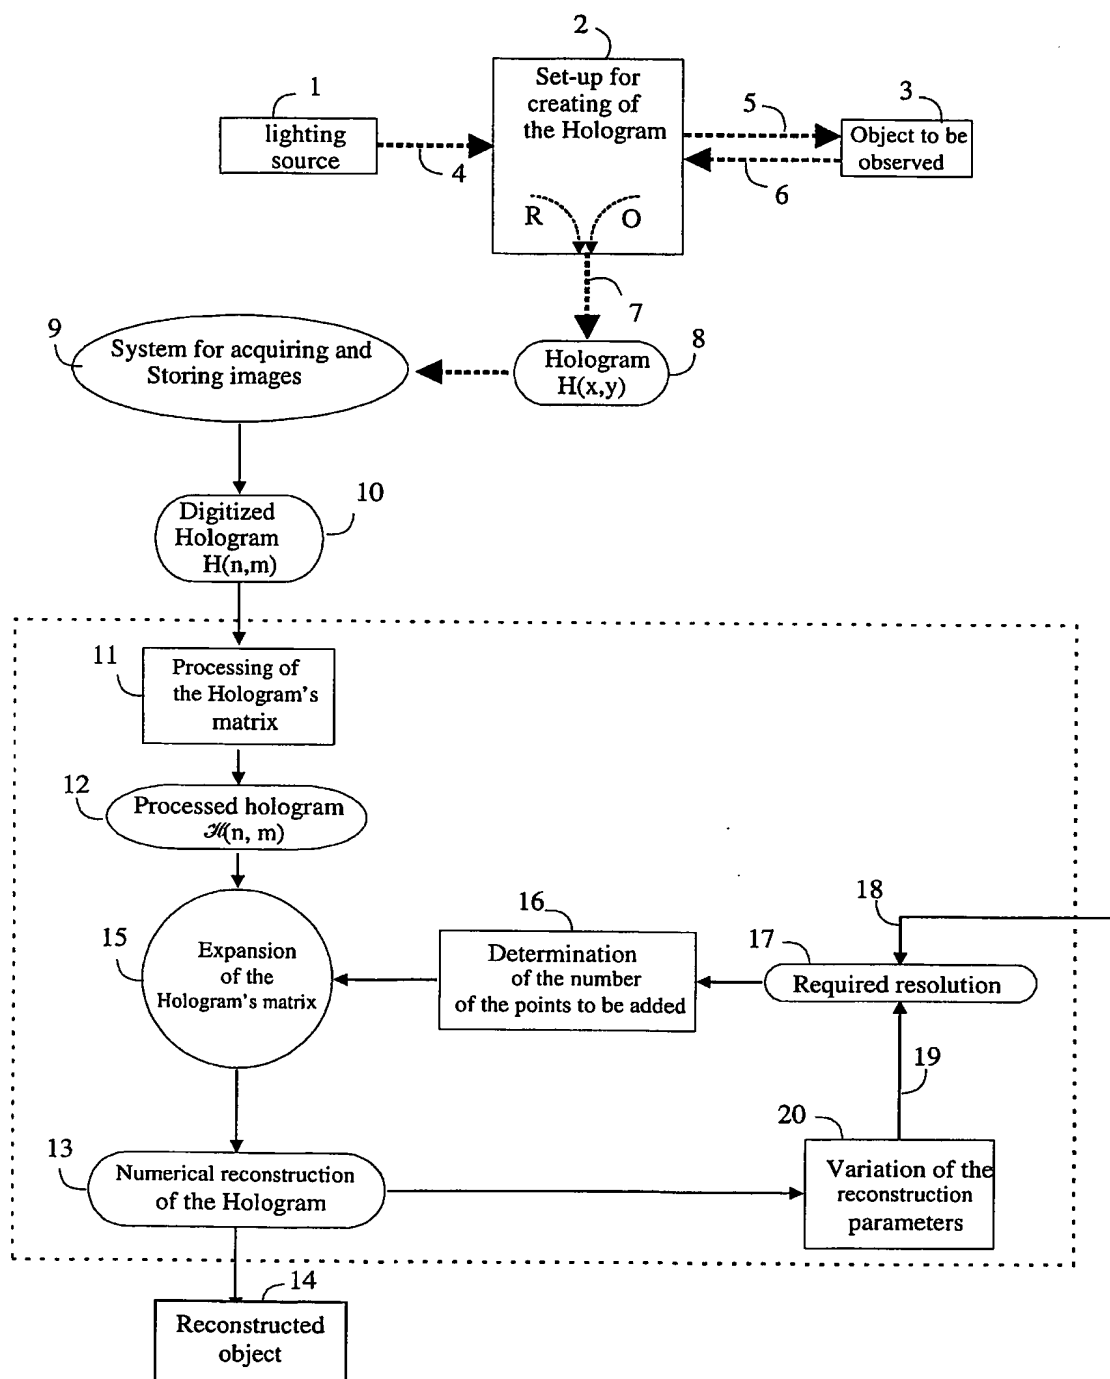 2
Set-up for
creating of
the Hologram
1
lighting
source
4
5
3
Object to be
observed
6
R
O
7
9
System for acquiring and
Storing images
Hologram
H(x,y)
8
10
Digitized
Hologram
H(n,m)
11
Processing of
the Hologram's
matrix
12
Processed hologram
ℋ(n, m)
15
Expansion
of the
Hologram's matrix
16
Determination
of the number
of the points to be added
18
17
Required resolution
19
20
Variation of the
reconstruction
parameters
13
Numerical reconstruction
of the Hologram
14
Reconstructed
object